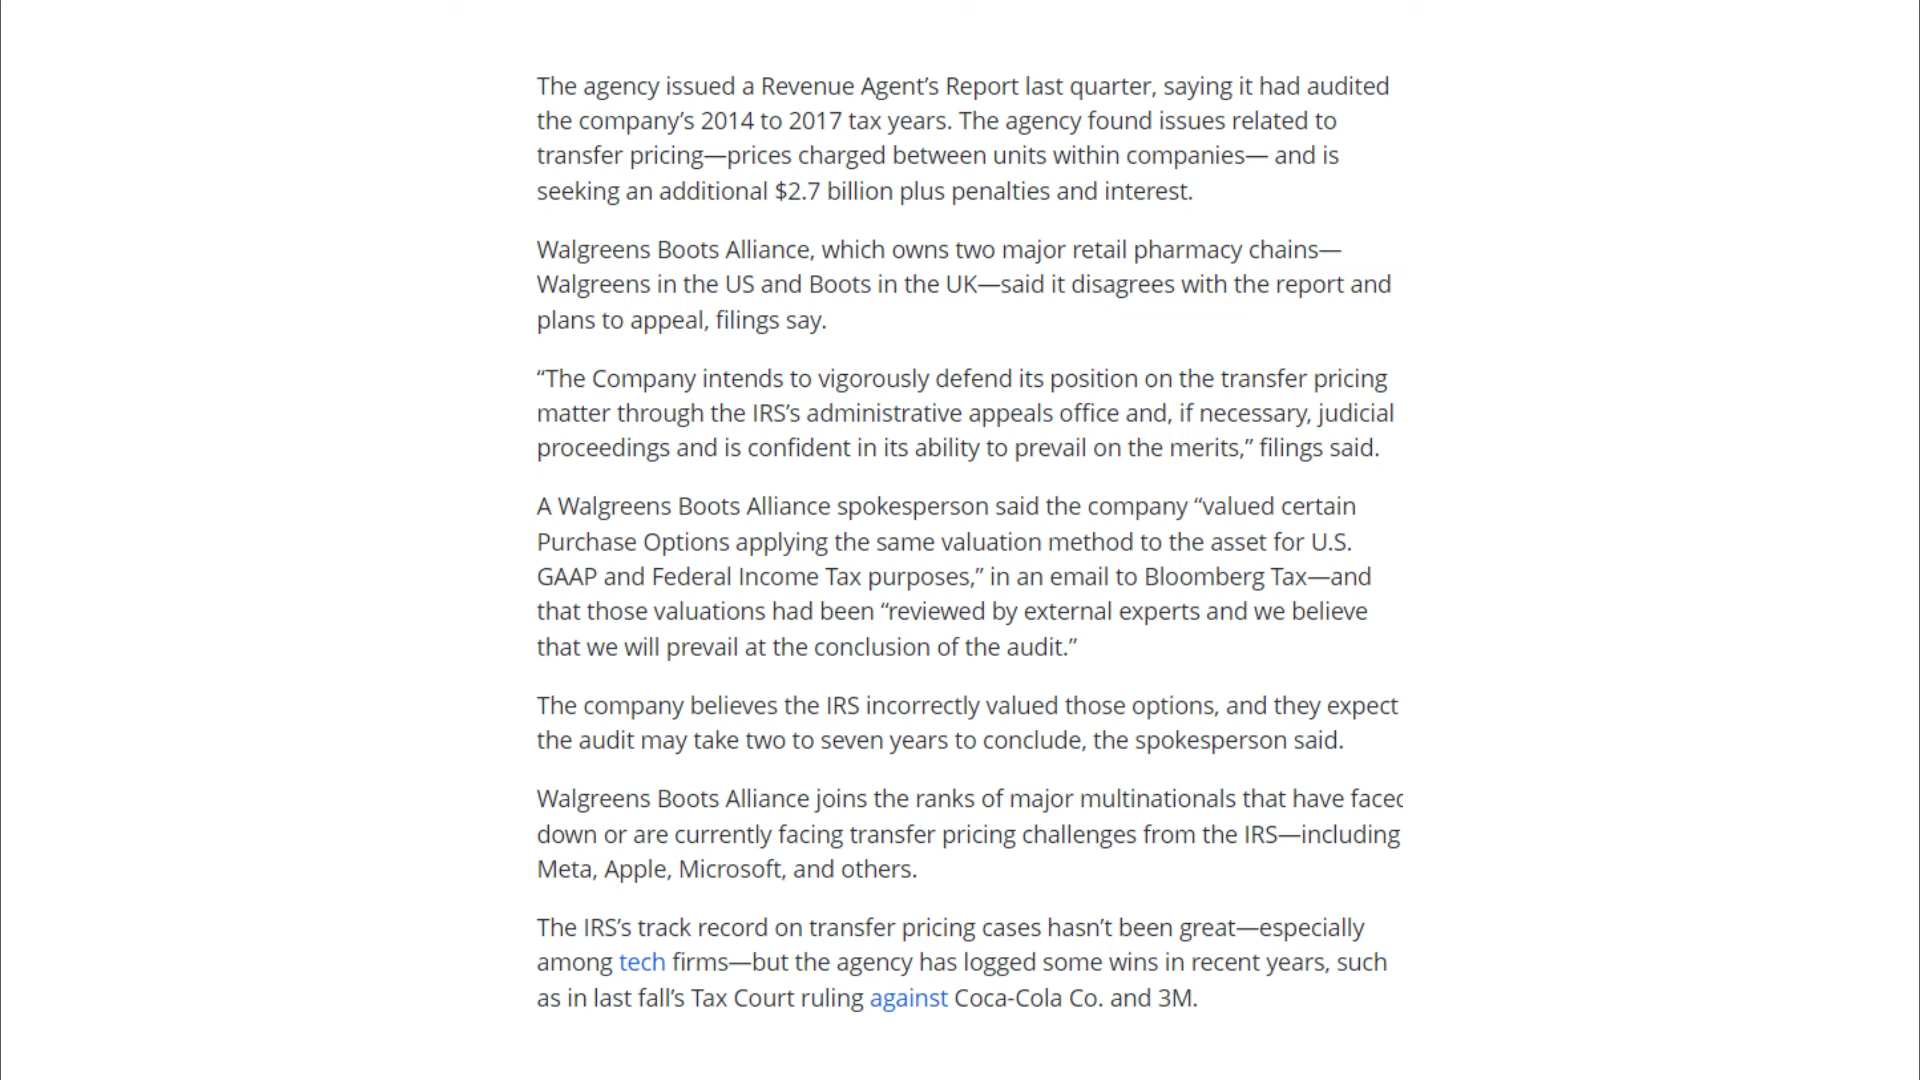 The agency issued a Revenue Agent’s Report last quarter, saying it had audited
the company’s 2014 to 2017 tax years. The agency found issues related to
transfer pricing—prices charged between units within companies— and is
seeking an additional $2.7 billion plus penalties and interest.
Walgreens Boots Alliance, which owns two major retail pharmacy chains—
Walgreens in the US and Boots in the UK—said it disagrees with the report and
plans to appeal, filings say.
“The Company intends to vigorously defend its position on the transfer pricing
matter through the IRS’s administrative appeals office and, if necessary, judicial
proceedings and is confident in its ability to prevail on the merits,” filings said.
A Walgreens Boots Alliance spokesperson said the company “valued certain
Purchase Options applying the same valuation method to the asset for U.S.
GAAP and Federal Income Tax purposes,” in an email to Bloomberg Tax—and
that those valuations had been “reviewed by external experts and we believe
that we will prevail at the conclusion of the audit.”
The company believes the IRS incorrectly valued those options, and they expect
the audit may take two to seven years to conclude, the spokesperson said.
Walgreens Boots Alliance joins the ranks of major multinationals that have faced
down or are currently facing transfer pricing challenges from the IRS—including
Meta, Apple, Microsoft, and others.
The IRS’s track record on transfer pricing cases hasn’t been great—especially
among tech firms—but the agency has logged some wins in recent years, such
as in last fall’s Tax Court ruling against Coca-Cola Co. and 3M.